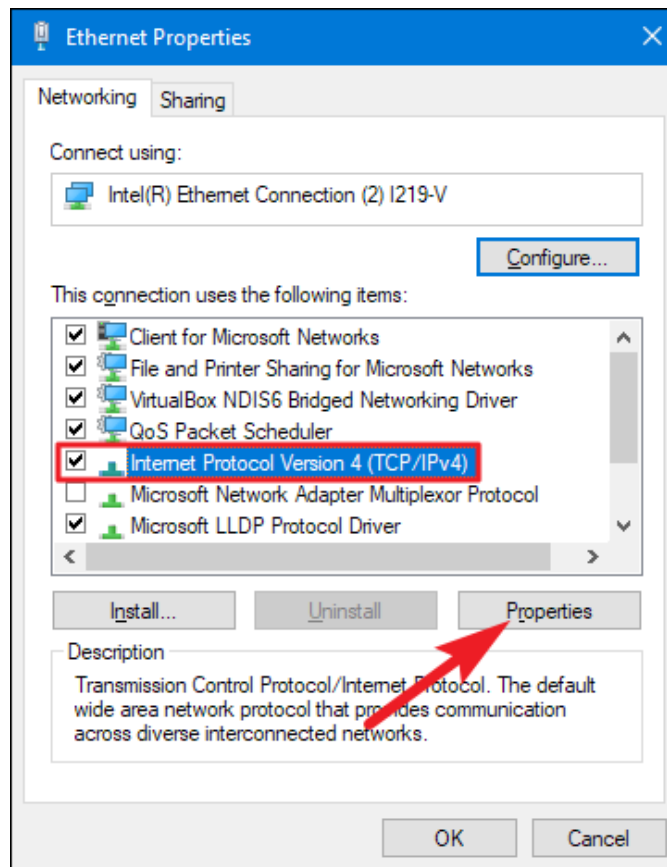 Ethernet Properties
Networking
Sharing
Connect using:
Intel(R) Ethernet Connection (2) I219-V
Configure...
This connection uses the following items:
Client for Microsoft Networks
File and Printer Sharing for Microsoft Networks
VirtualBox NDIS6 Bridged Networking Driver
QoS Packet Scheduler
Internet Protocol Version 4 (TCP/IPv4)
Microsoft Network Adapter Multiplexor Protocol
Microsoft LLDP Protocol Driver
Install...
Uninstall
Properties
Description
Transmission Control Protocol/Internet Protocol. The default
wide area network protocol that provides communication
across diverse interconnected networks.
OK
Cancel